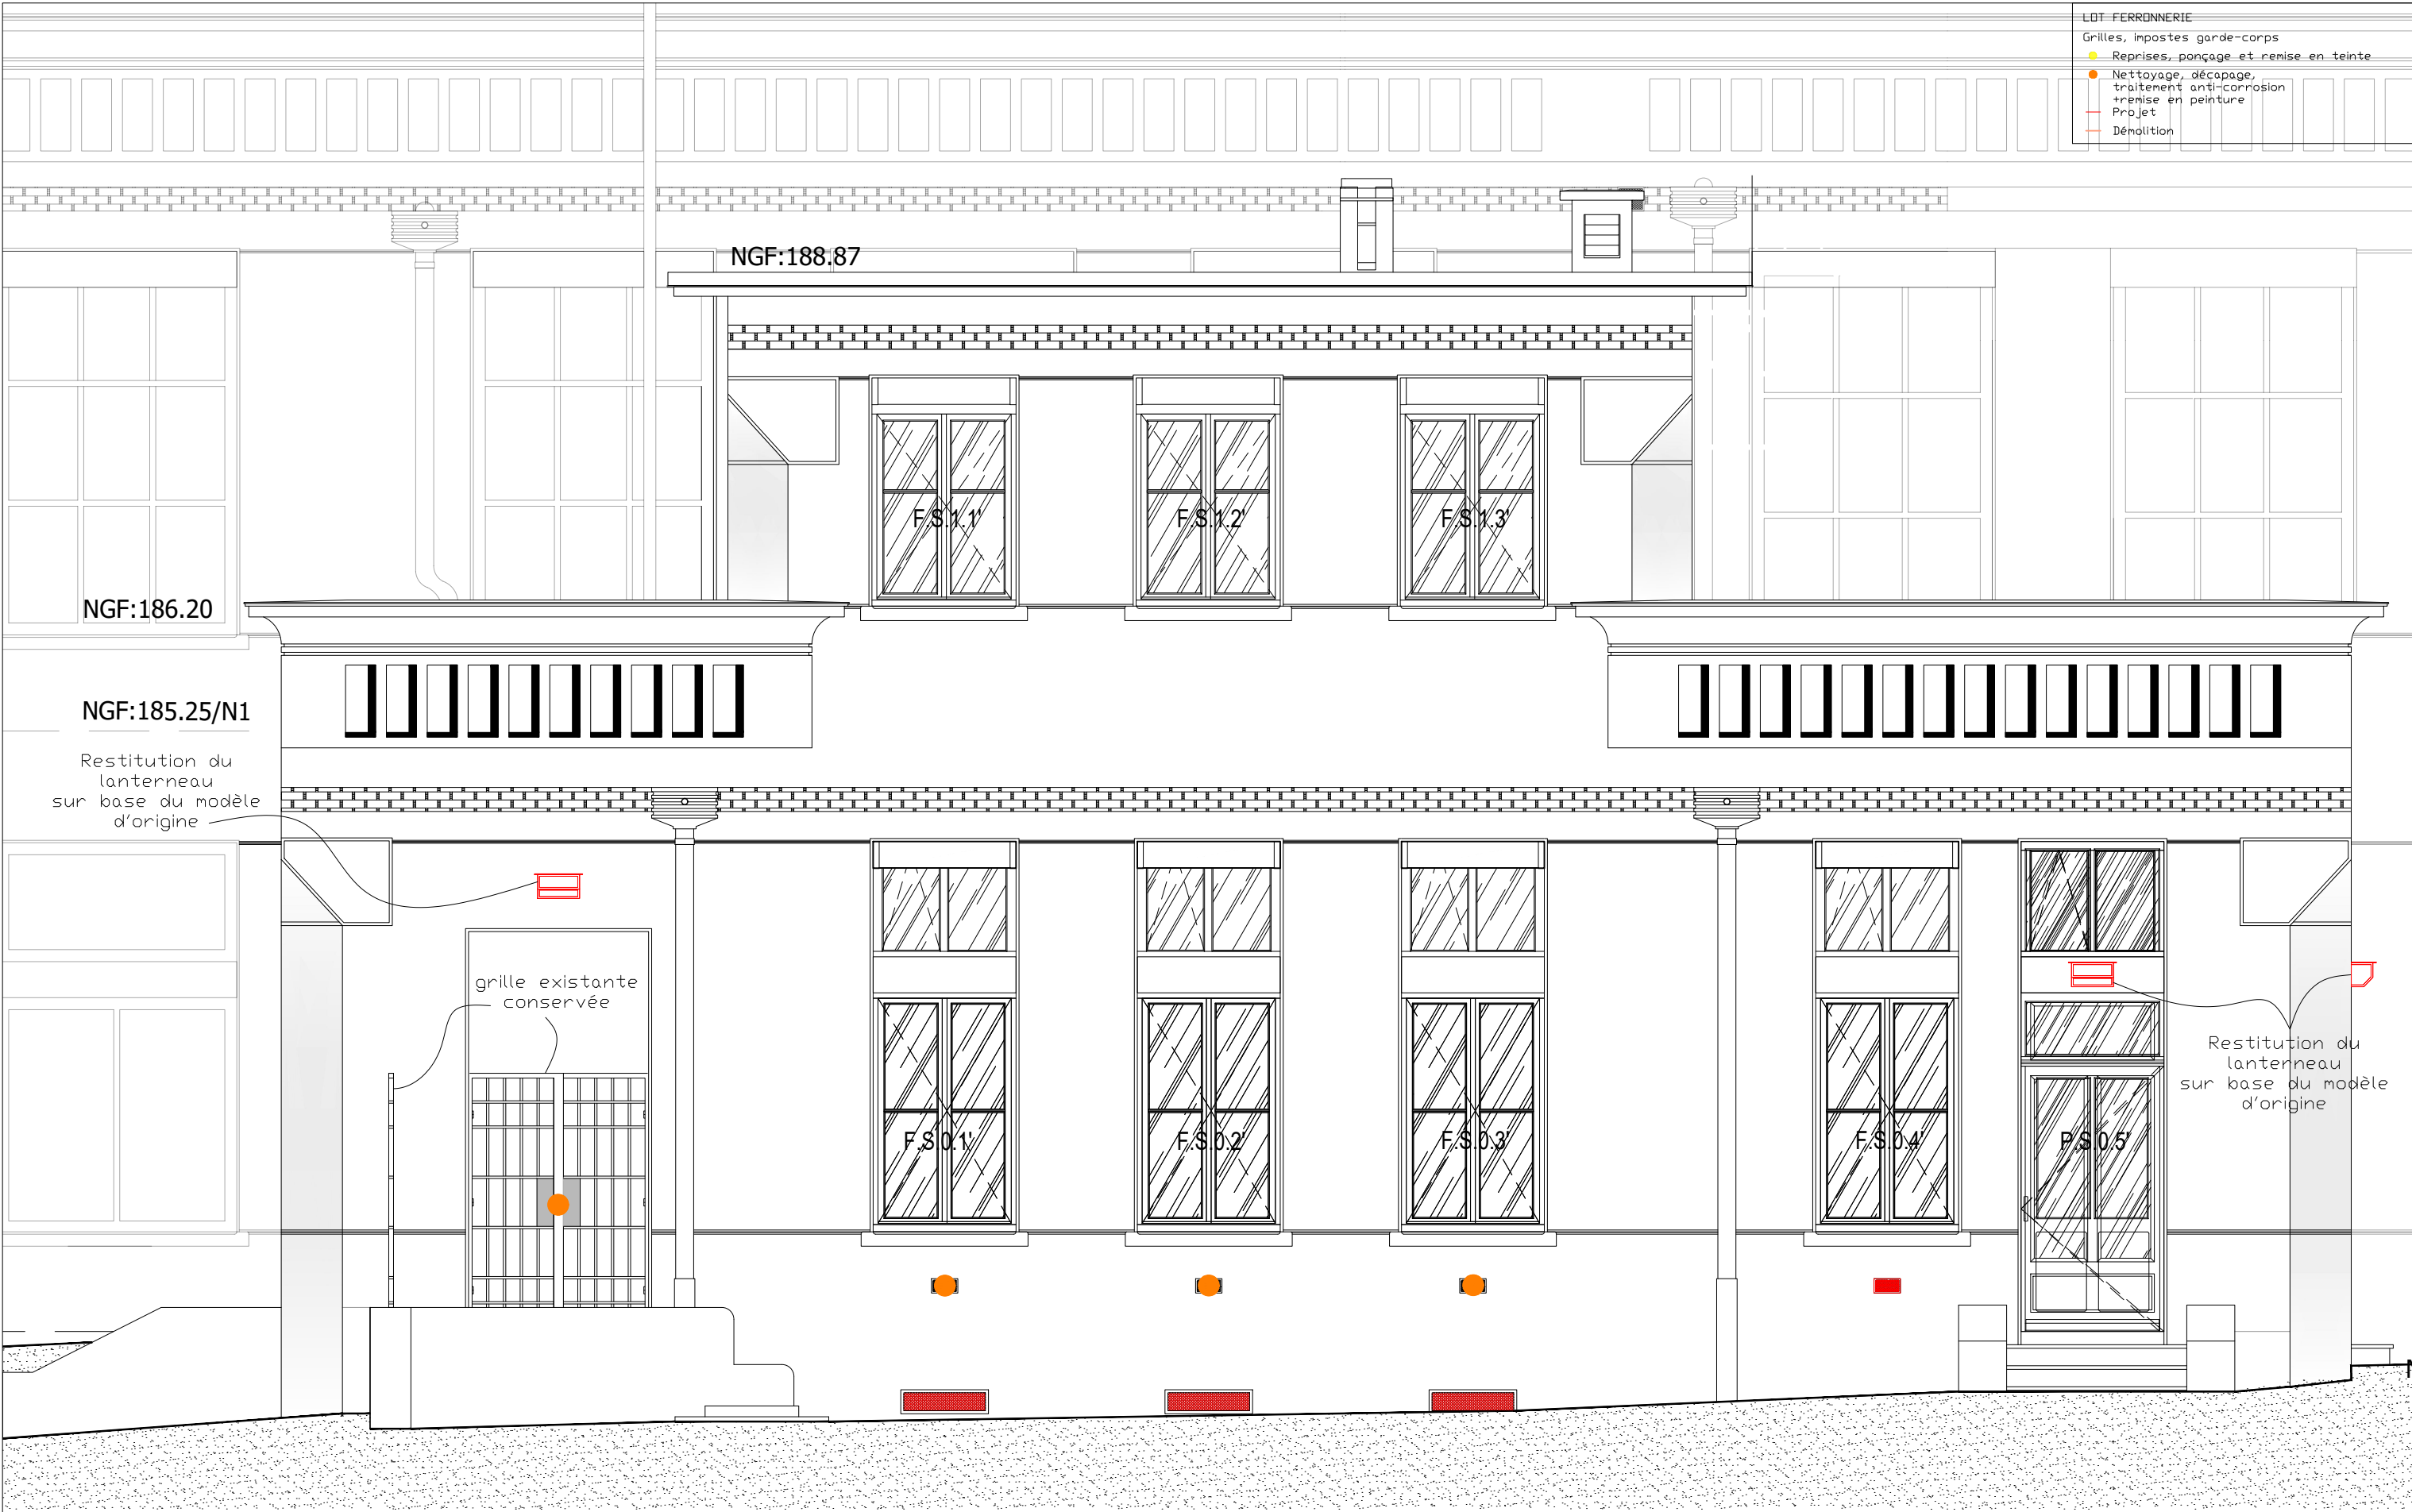 LOT FERRONNERIE
Grilles, impostes garde-corps
Reprises, ponçage et remise en teinte
Nettoyage, décapage,
traitement anti-corrosion
+remise en peinture
Projet
Démolition
NGF:188.87
F.S.1.1'
F.S.1.2'
F.S.1.3'
NGF:186.20
NGF:185.25/N1
Restitution du
lanterneau
sur base du modèle
d'origine
grille existante
conservée
Restitution du
lanterneau
sur base du modèle
d'origine
F.S.0.1'
F.S.0.2'
F.S.0.3'
F.S.0.4'
P.S.0.5'